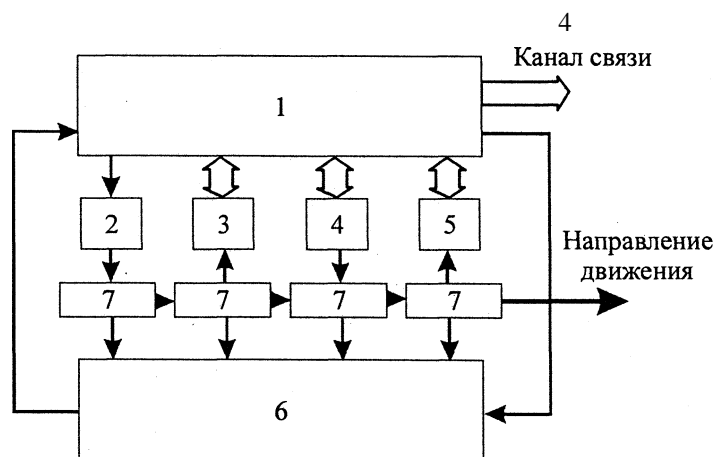 4
Канал связи
1
2 3 4 5
Направление
движения
7 7 7 7
6